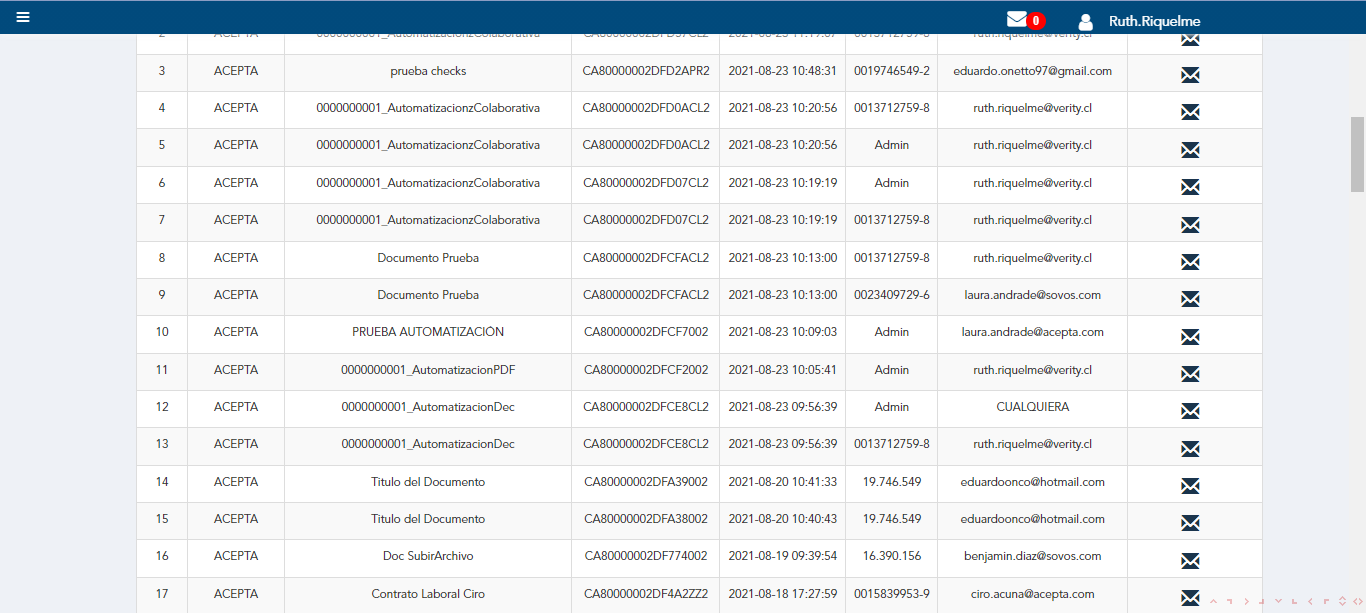 0 Ruth.Riquelme
2 ACEPTA 0000000001_AutomatizacionzColaborativa ruth.riquelme@verity.cl
3 ACEPTA prueba checks CA80000002DFD2APR2 2021-08-23 10:48:31 0019746549-2 eduardo.onetto97@gmail.com
4 ACEPTA 0000000001_AutomatizacionzColaborativa CA80000002DFD0ACL2 2021-08-23 10:20:56 0013712759-8 ruth.riquelme@verity.cl
5 ACEPTA 0000000001_AutomatizacionzColaborativa CA80000002DFD0ACL2 2021-08-23 10:20:56 Admin ruth.riquelme@verity.cl
6 ACEPTA 0000000001_AutomatizacionzColaborativa CA80000002DFD07CL2 2021-08-23 10:19:19 Admin ruth.riquelme@verity.cl
7 ACEPTA 0000000001_AutomatizacionzColaborativa CA80000002DFD07CL2 2021-08-23 10:19:19 0013712759-8 ruth.riquelme@verity.cl
8 ACEPTA Documento Prueba CA80000002DFCFACL2 2021-08-23 10:13:00 0013712759-8 ruth.riquelme@verity.cl
9 ACEPTA Documento Prueba CA80000002DFCFACL2 2021-08-23 10:13:00 0023409729-6 laura.andrade@sovos.com
10 ACEPTA PRUEBA AUTOMATIZACIÓN CA80000002DFCF7002 2021-08-23 10:09:03 Admin laura.andrade@acepta.com
11 ACEPTA 0000000001_AutomatizacionPDF CA80000002DFCF2002 2021-08-23 10:05:41 Admin ruth.riquelme@verity.cl
12 ACEPTA 0000000001_AutomatizacionDec CA80000002DFCE8CL2 2021-08-23 09:56:39 Admin CUALQUIERA
13 ACEPTA 0000000001_AutomatizacionDec CA80000002DFCE8CL2 2021-08-23 09:56:39 0013712759-8 ruth.riquelme@verity.cl
14 ACEPTA Titulo del Documento CA80000002DFA39002 2021-08-20 10:41:33 19.746.549 eduardoonco@hotmail.com
15 ACEPTA Titulo del Documento CA80000002DFA38002 2021-08-20 10:40:43 19.746.549 eduardoonco@hotmail.com
16 ACEPTA Doc SubirArchivo CA80000002DF774002 2021-08-19 09:39:54 16.390.156 benjamin.diaz@sovos.com
17 ACEPTA Contrato Laboral Ciro CA80000002DF4A2ZZ2 2021-08-18 17:27:59 0015839953-9 ciro.acuna@acepta.com